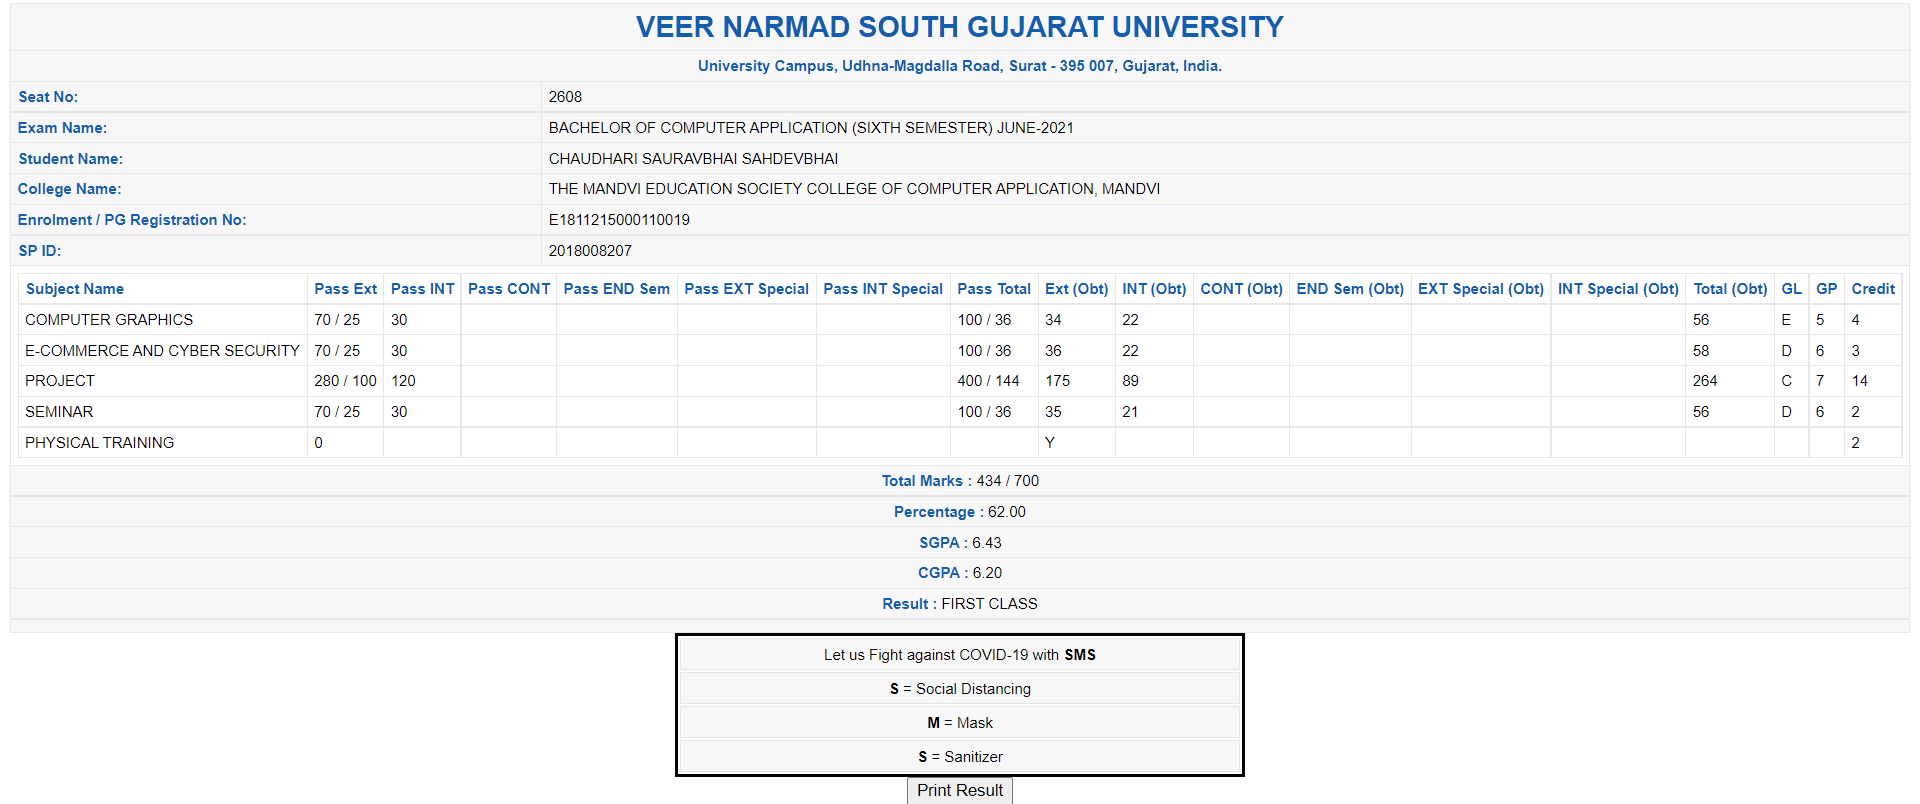 VEER NARMAD SOUTH GUJARAT UNIVERSITY
University Campus, Udhna-Magdalla Road, Surat - 395 007, Gujarat, India.
Seat No: 2608
Exam Name: BACHELOR OF COMPUTER APPLICATION (SIXTH SEMESTER) JUNE-2021
Student Name: CHAUDHARI SAURAVBHAI SAHDEVBHAI
College Name: THE MANDVI EDUCATION SOCIETY COLLEGE OF COMPUTER APPLICATION, MANDVI
Enrolment / PG Registration No: E1811215000110019
SP ID: 2018008207
Subject Name Pass Ext Pass INT Pass CONT Pass END Sem Pass EXT Special Pass INT Special Pass Total Ext (Obt) INT (Obt) CONT (Obt) END Sem (Obt) EXT Special (Obt) INT Special (Obt) Total (Obt) GL GP Credit
COMPUTER GRAPHICS 70 / 25 30 100 / 36 34 22 56 E 5 4
E-COMMERCE AND CYBER SECURITY 70 / 25 30 100 / 36 36 22 58 D 6 3
PROJECT 280 / 100 120 400 / 144 175 89 264 C 7 14
SEMINAR 70 / 25 30 100 / 36 35 21 56 D 6 2
PHYSICAL TRAINING 0 Y 2
Total Marks : 434 / 700
Percentage : 62.00
SGPA : 6.43
CGPA : 6.20
Result : FIRST CLASS
Let us Fight against COVID-19 with SMS
S = Social Distancing
M = Mask
S = Sanitizer
Print Result